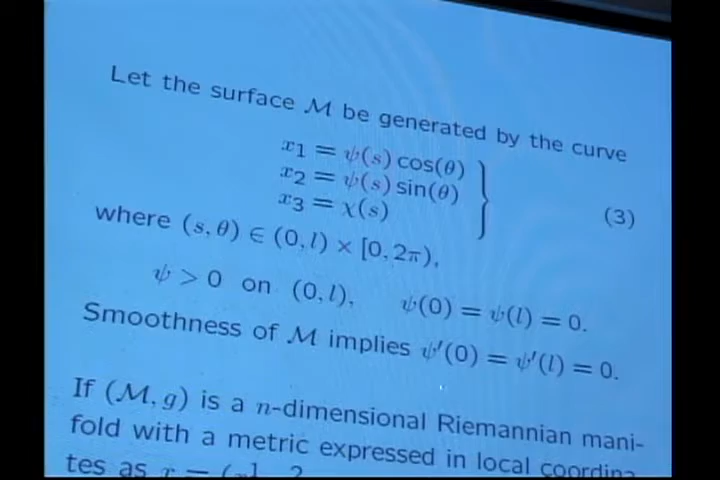 Let the surface ℳ be generated by the curve
x₁ = ψ(s) cos(θ)
x₂ = ψ(s) sin(θ)
x₃ = χ(s)
(3)
where (s, θ) ∈ (0, l) × [0, 2π),
ψ > 0 on (0, l), ψ(0) = ψ(l) = 0.
Smoothness of ℳ implies ψ′(0) = ψ′(l) = 0.
If (ℳ, g) is a n-dimensional Riemannian mani-
fold with a metric expressed in local coordina-
tes as